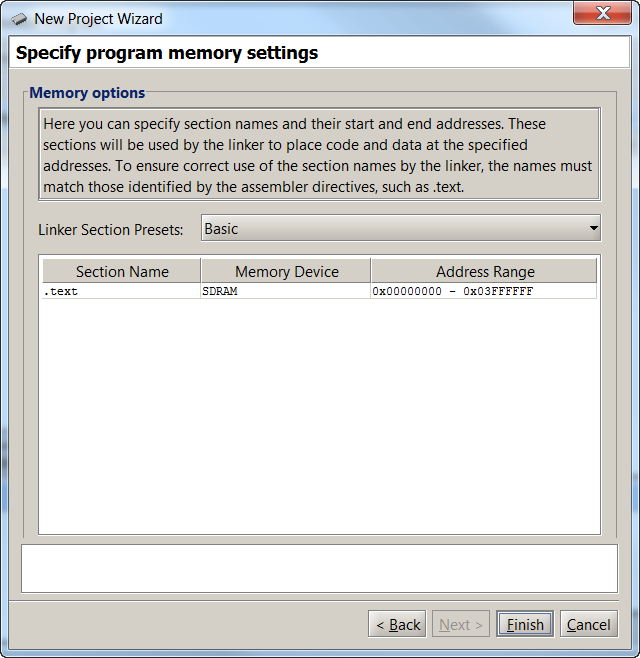 New Project Wizard
Specify program memory settings
Memory options
Here you can specify section names and their start and end addresses. These
sections will be used by the linker to place code and data at the specified
addresses. To ensure correct use of the section names by the linker, the names must
match those identified by the assembler directives, such as .text.
Linker Section Presets: Basic
Section Name Memory Device Address Range
.text SDRAM 0x00000000 - 0x03FFFFFF
< Back Next > Finish Cancel